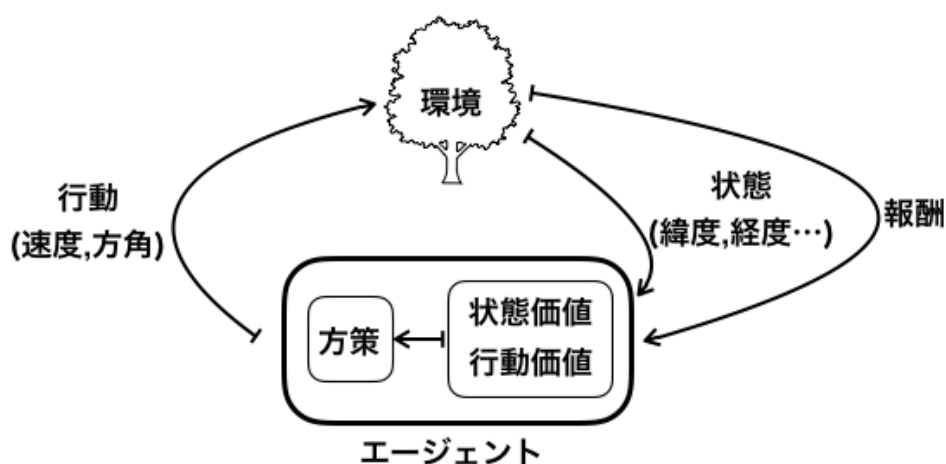 環境
行動
(速度,方角)
状態
(緯度,経度…)
報酬
方策
状態価値
行動価値
エージェント